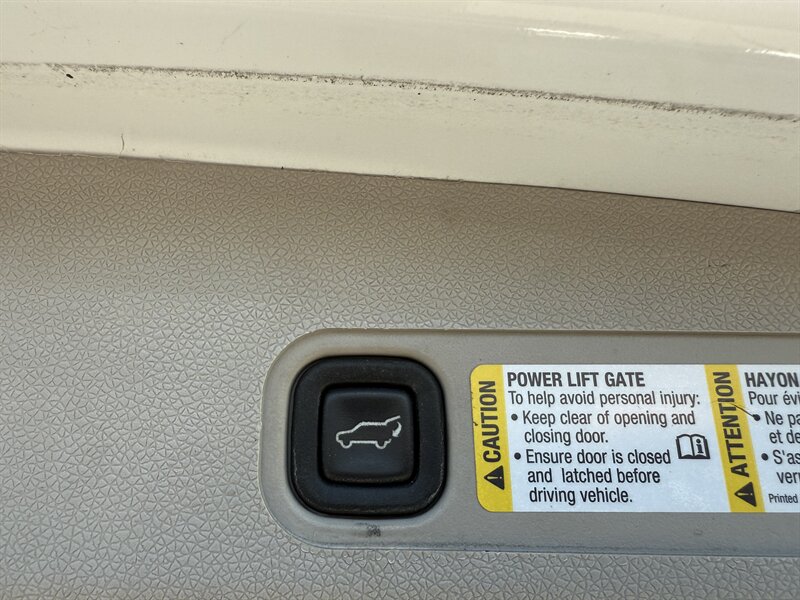 CAUTION
POWER LIFT GATE
To help avoid personal injury:
• Keep clear of opening and
closing door.
• Ensure door is closed
and latched before
driving vehicle.
ATTENTION
HAYON
Pour évi
• Ne pa
et de
• S'as
verr
Printed